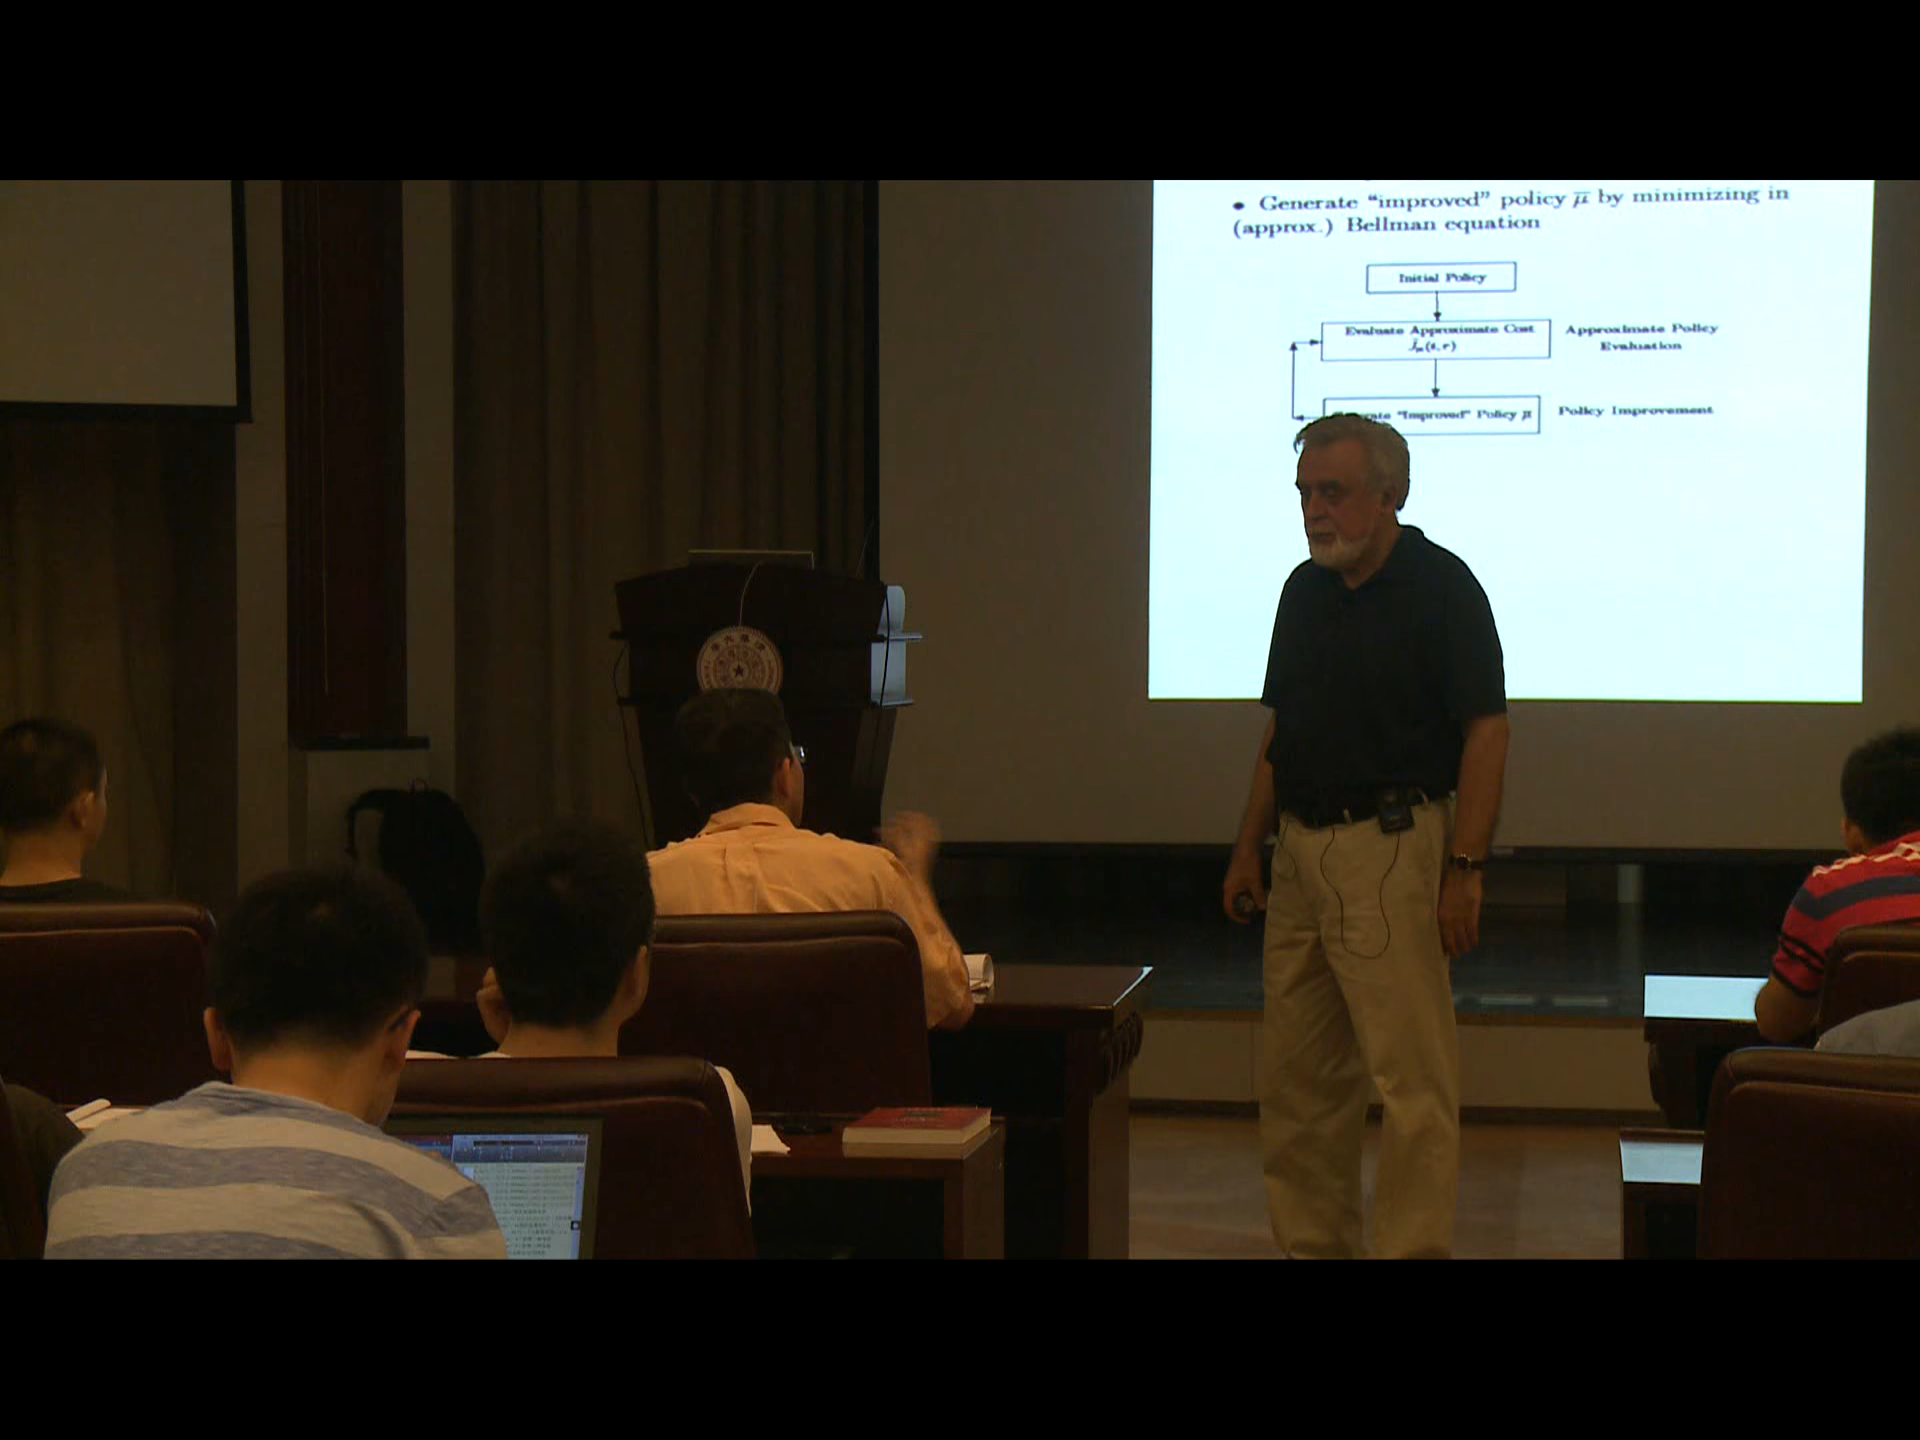 • Generate “improved” policy μ̅ by minimizing in
(approx.) Bellman equation
Initial Policy
Evaluate Approximate Cost
Approximate Policy
Evaluation
“Improved” Policy μ̅
Policy Improvement